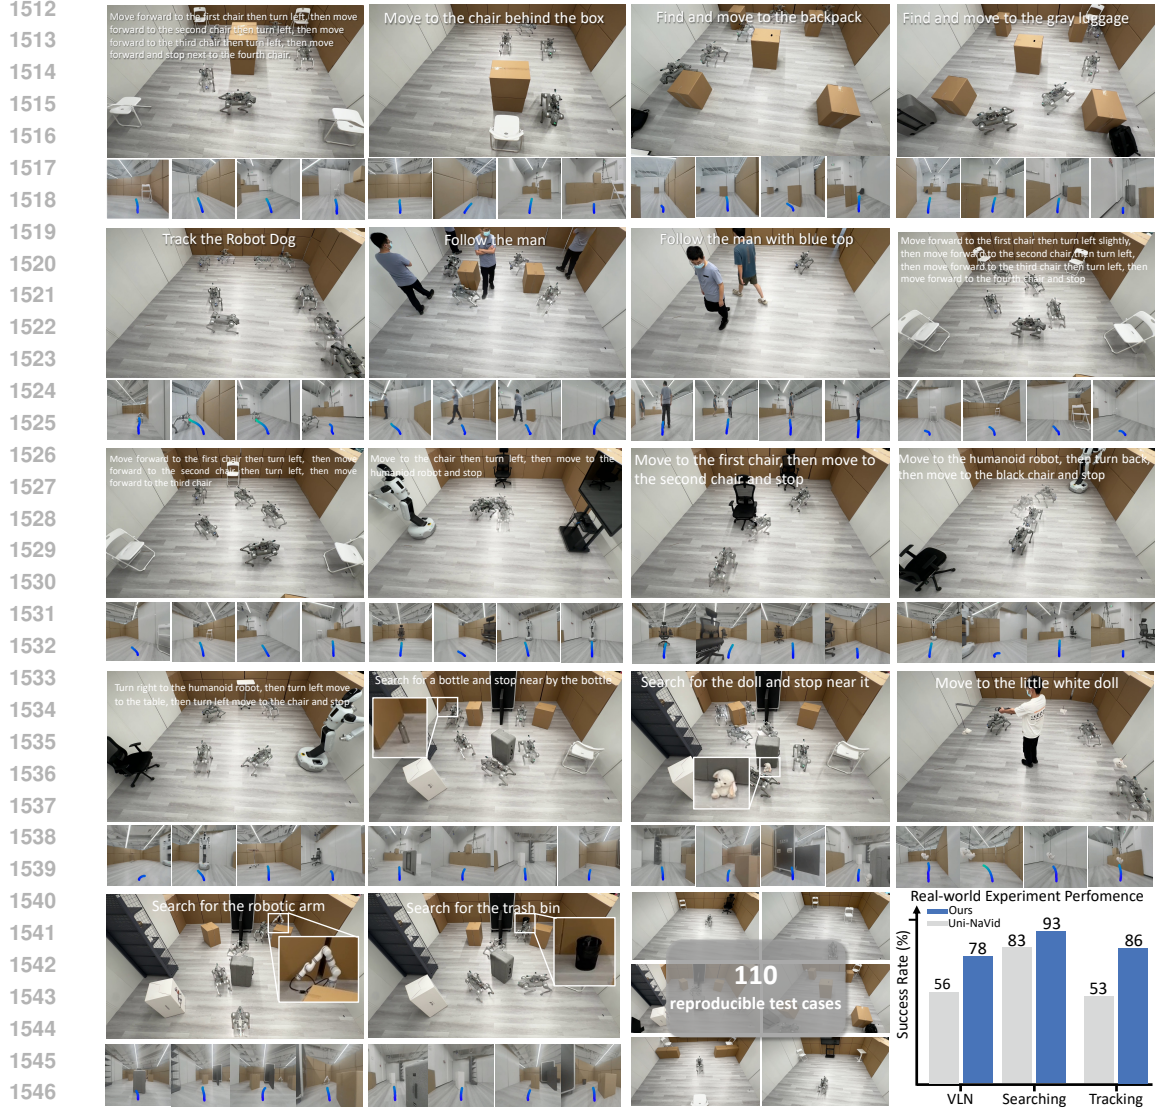 1512
1513
1514
1515
1516
1517
1518
1519
1520
1521
1522
1523
1524
1525
1526
1527
1528
1529
1530
1531
1532
1533
1534
1535
1536
1537
1538
1539
1540
1541
1542
1543
1544
1545
1546
Move forward to the first chair then turn left, then move
forward to the second chair then turn left, then move
forward to the third chair then turn left, then move
forward and stop next to the fourth chair.
Move to the chair behind the box
Find and move to the backpack
Find and move to the gray luggage
Track the Robot Dog
Follow the man
Follow the man with blue top
Move forward to the first chair then turn left slightly,
then move forward to the second chair then turn left,
then move forward to the third chair then turn left, then
move forward to the fourth chair and stop
Move forward to the first chair then turn left, then move
forward to the second chair then turn left, then move
forward to the third chair
Move to the chair then turn left, then move to the
humanoid robot and stop
Move to the first chair, then move to
the second chair and stop
Move to the humanoid robot, then turn back,
then move to the black chair and stop
Turn right to the humanoid robot, then turn left move
to the table, then turn left move to the chair and stop
Search for a bottle and stop near by the bottle
Search for the doll and stop near it
Move to the little white doll
Search for the robotic arm
Search for the trash bin
110
reproducible test cases
Real-world Experiment Perfomence
Ours
Uni-NaVid
Success Rate (%)
56
78
83
93
53
86
VLN
Searching
Tracking